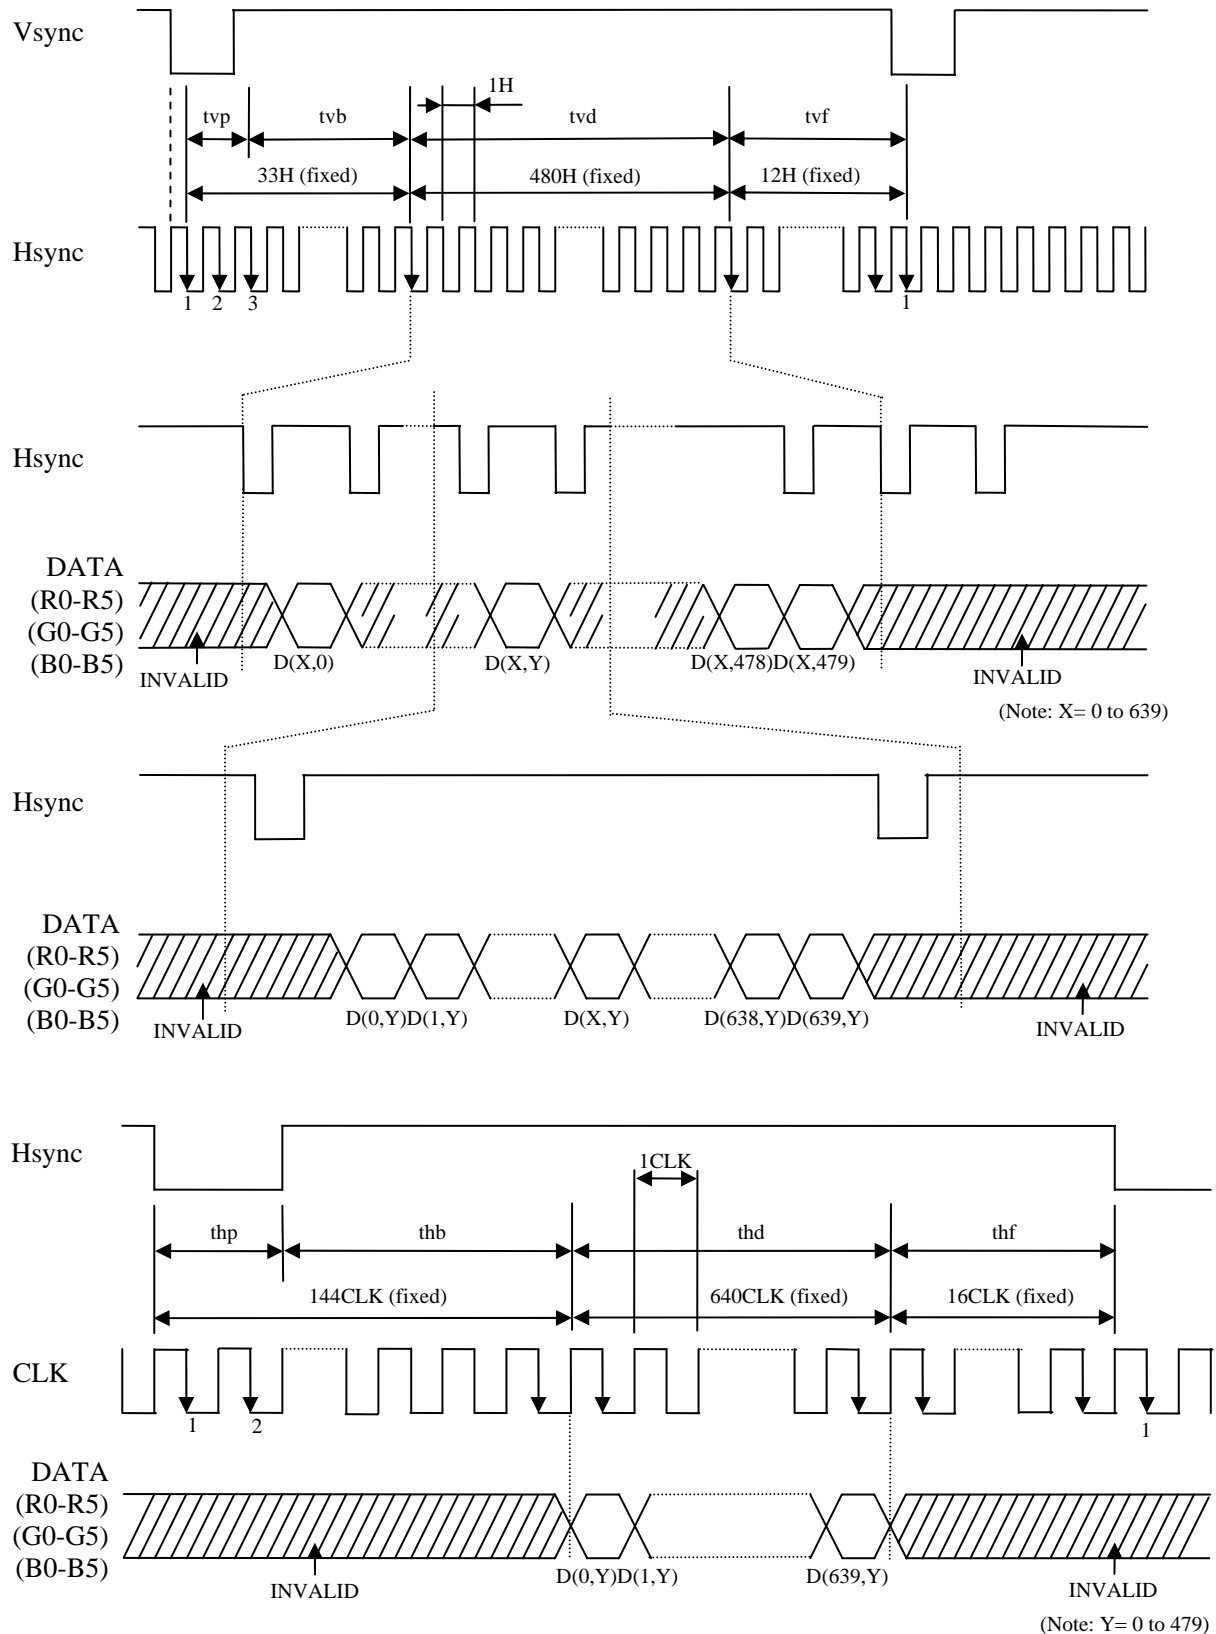 Vsync
1H
tvp tvb tvd tvf
33H (fixed) 480H (fixed) 12H (fixed)
Hsync
1 2 3 1
Hsync
DATA
(R0-R5)
(G0-G5)
(B0-B5)
D(X,0) D(X,Y) D(X,478)D(X,479)
INVALID INVALID
(Note: X= 0 to 639)
Hsync
DATA
(R0-R5)
(G0-G5)
(B0-B5)
D(0,Y)D(1,Y) D(X,Y) D(638,Y)D(639,Y)
INVALID INVALID
Hsync
1CLK
thp thb thd thf
144CLK (fixed) 640CLK (fixed) 16CLK (fixed)
CLK
1 2 1
DATA
(R0-R5)
(G0-G5)
(B0-B5)
D(0,Y)D(1,Y) D(639,Y)
INVALID INVALID
(Note: Y= 0 to 479)